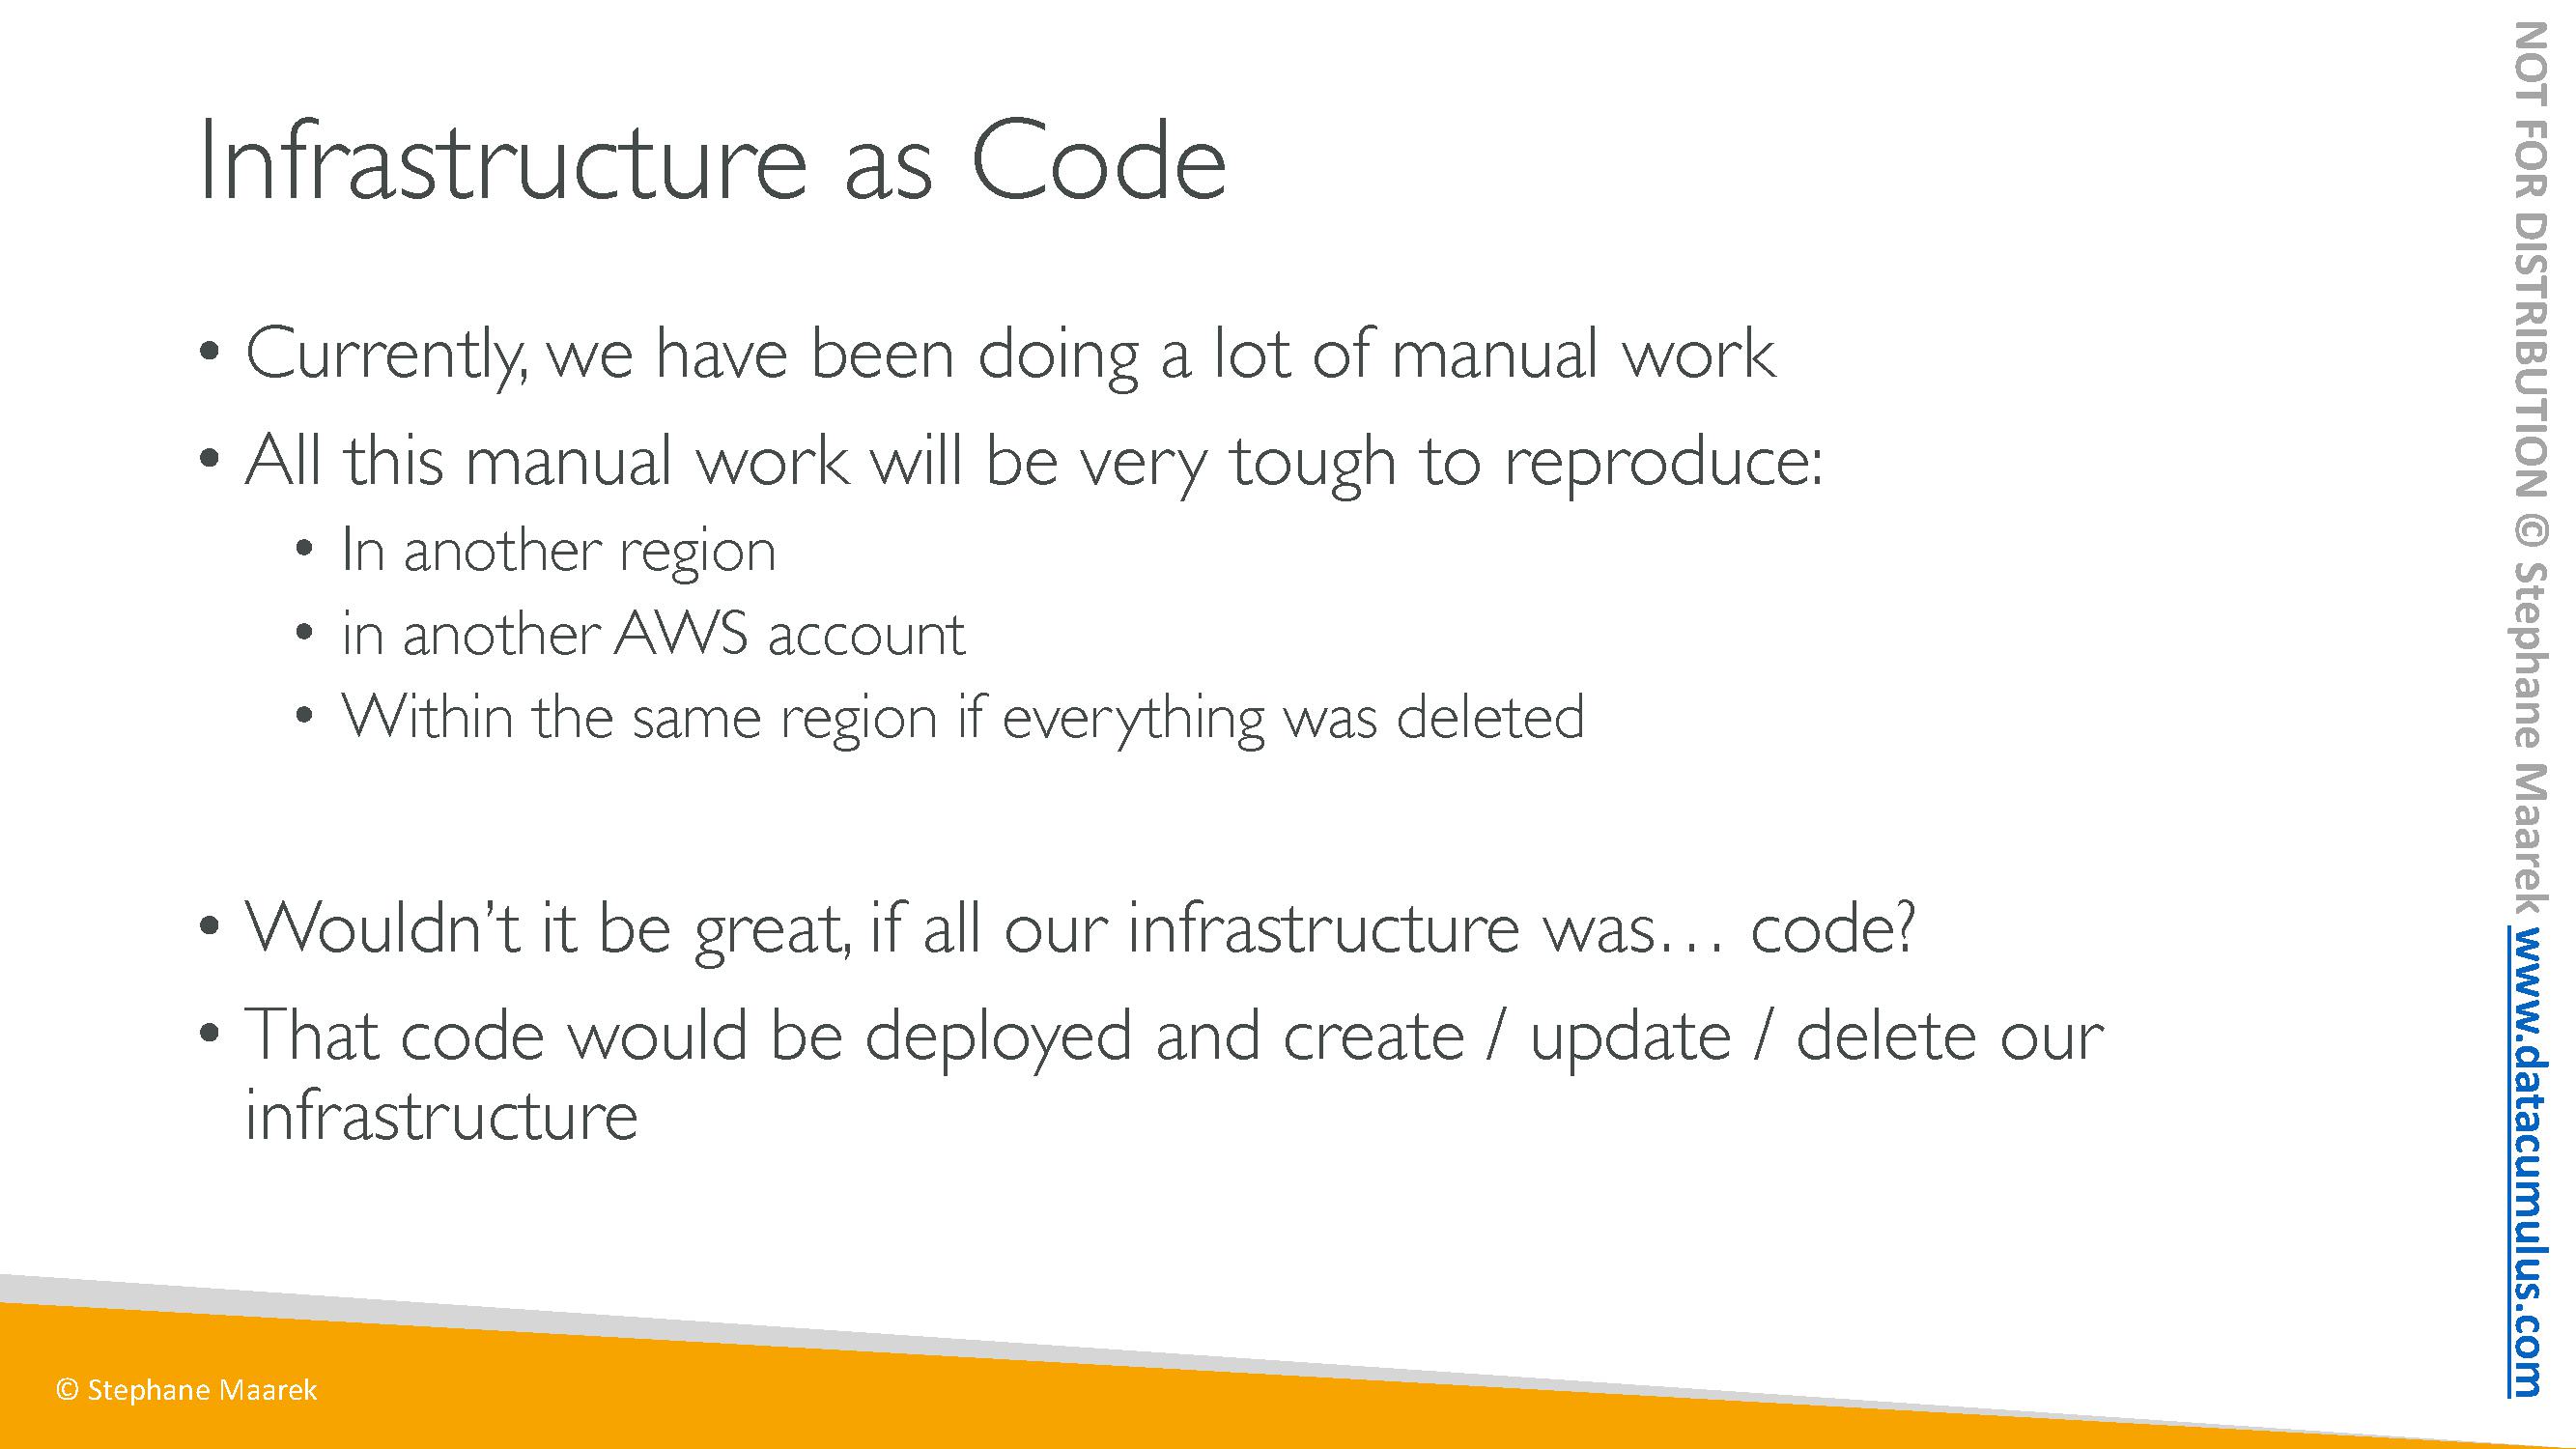 Infrastructure as Code
• Currently, we have been doing a lot of manual work
• All this manual work will be very tough to reproduce:
• In another region
• in another AWS account
• Within the same region if everything was deleted
• Wouldn’t it be great, if all our infrastructure was… code?
• That code would be deployed and create / update / delete our
infrastructure
© Stephane Maarek
NOT FOR DISTRIBUTION © Stephane Maarek www.datacumulus.com